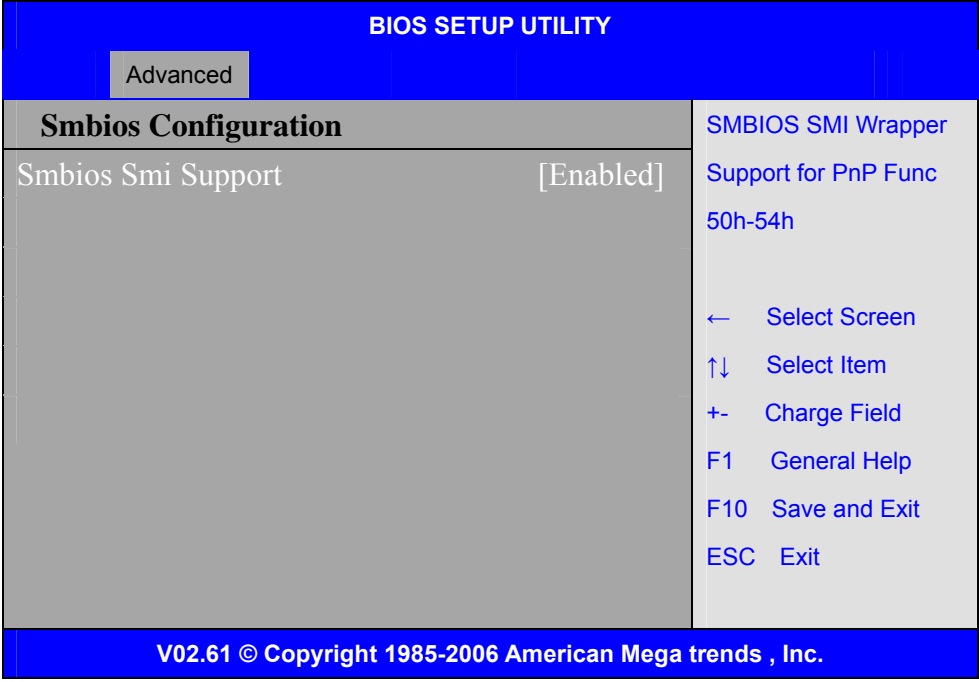 BIOS SETUP UTILITY
Advanced
Smbios Configuration
Smbios Smi Support [Enabled]
SMBIOS SMI Wrapper
Support for PnP Func
50h-54h
← Select Screen
↑↓ Select Item
+- Charge Field
F1 General Help
F10 Save and Exit
ESC Exit
V02.61 © Copyright 1985-2006 American Mega trends , Inc.